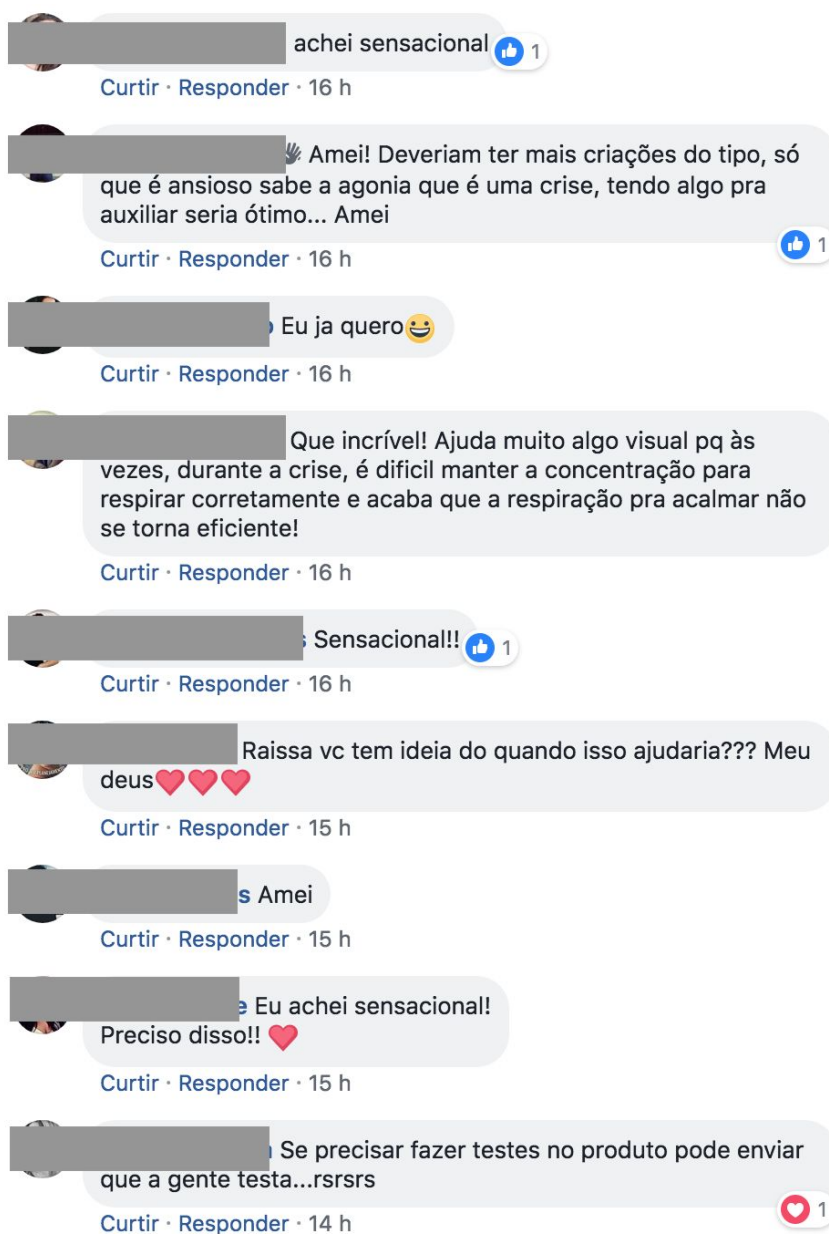 achei sensacional 1
Curtir · Responder · 16 h
Amei! Deveriam ter mais criações do tipo, só
que é ansioso sabe a agonia que é uma crise, tendo algo pra
auxiliar seria ótimo... Amei
1
Curtir · Responder · 16 h
Eu ja quero😀
Curtir · Responder · 16 h
Que incrível! Ajuda muito algo visual pq às
vezes, durante a crise, é dificil manter a concentração para
respirar corretamente e acaba que a respiração pra acalmar não
se torna eficiente!
Curtir · Responder · 16 h
s Sensacional!! 1
Curtir · Responder · 16 h
Raissa vc tem ideia do quando isso ajudaria??? Meu
deus❤️❤️❤️
Curtir · Responder · 15 h
s Amei
Curtir · Responder · 15 h
e Eu achei sensacional!
Preciso disso!! ❤️
Curtir · Responder · 15 h
Se precisar fazer testes no produto pode enviar
que a gente testa...rsrsrs
1
Curtir · Responder · 14 h